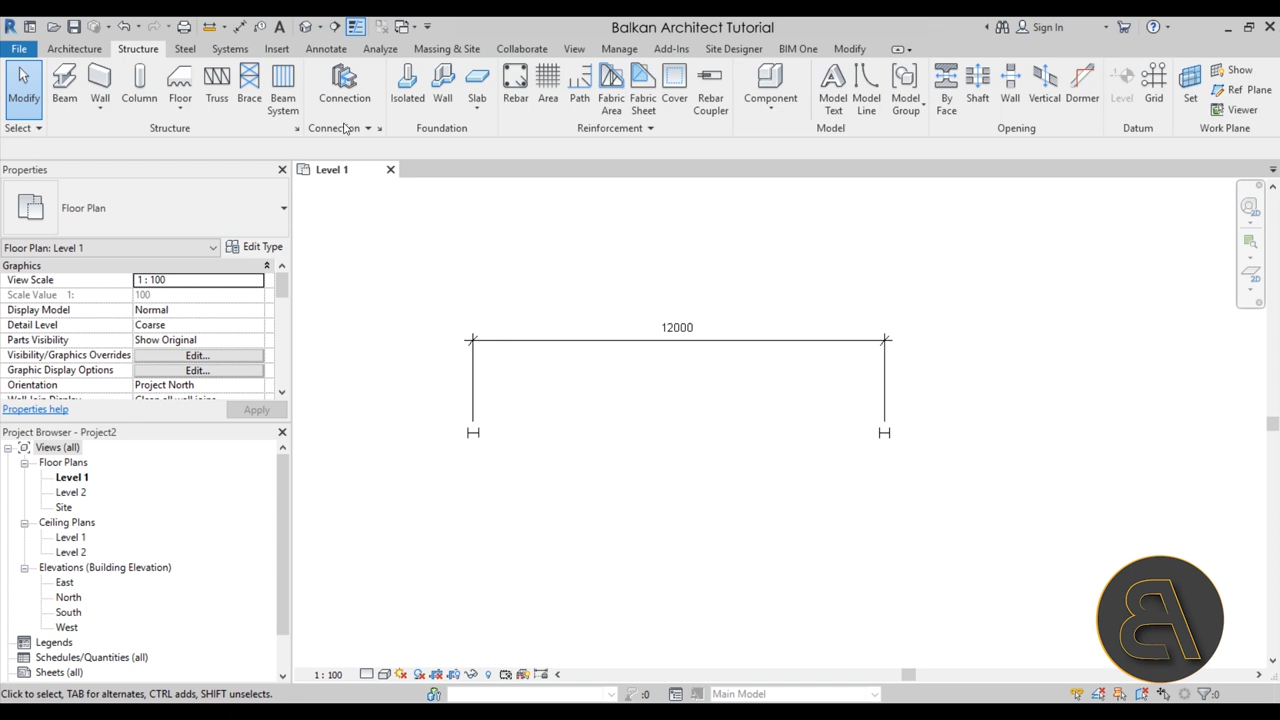 Balkan Architect Tutorial
Sign In
File Architecture Structure Steel Systems Insert Annotate Analyze Massing & Site Collaborate View Manage Add-Ins Site Designer BIM One Modify
Modify Beam Wall Column Floor Truss Brace Beam System Connection Isolated Wall Slab Rebar Area Path Fabric Area Fabric Sheet Cover Rebar Coupler Component Model Text Model Line Model Group By Face Shaft Wall Vertical Dormer Level Grid Set Show Ref Plane Viewer
Select Structure Connection Foundation Reinforcement Model Opening Datum Work Plane
Properties
Level 1
Floor Plan
Floor Plan: Level 1
Edit Type
Graphics
View Scale 1 : 100
Scale Value 1: 100
Display Model Normal
Detail Level Coarse
Parts Visibility Show Original
Visibility/Graphics Overrides Edit...
Graphic Display Options Edit...
Orientation Project North
Properties help
Apply
Project Browser - Project2
Views (all)
Floor Plans
Level 1
Level 2
Site
Ceiling Plans
Level 1
Level 2
Elevations (Building Elevation)
East
North
South
West
Legends
Schedules/Quantities (all)
Sheets (all)
12000
2D
2D
1 : 100
Click to select, TAB for alternates, CTRL adds, SHIFT unselects.
:0
Main Model
:0